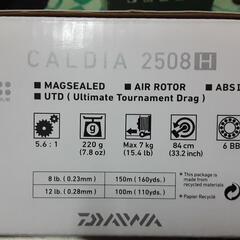 CALDIA 2508 H
MAGSEALED AIR ROTOR ABS
UTD ( Ultimate Tournament Drag )
5.6 : 1 220 g Max 7 kg 84 cm 6 BB
(7.8 oz) (15.4 lb) (33.2 inch)
8 lb. (0.23mm) 150m (160yds.)
12 lb. (0.28mm) 100m (110yds.)
* This package is made
from recycled materials
* Papier Recyclé
DAIWA